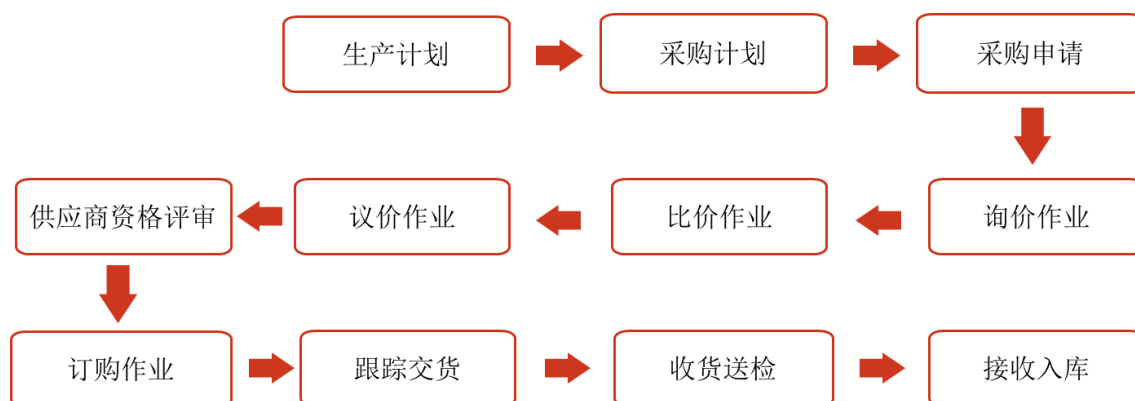 生产计划
采购计划
采购申请
询价作业
比价作业
议价作业
供应商资格评审
订购作业
跟踪交货
收货送检
接收入库